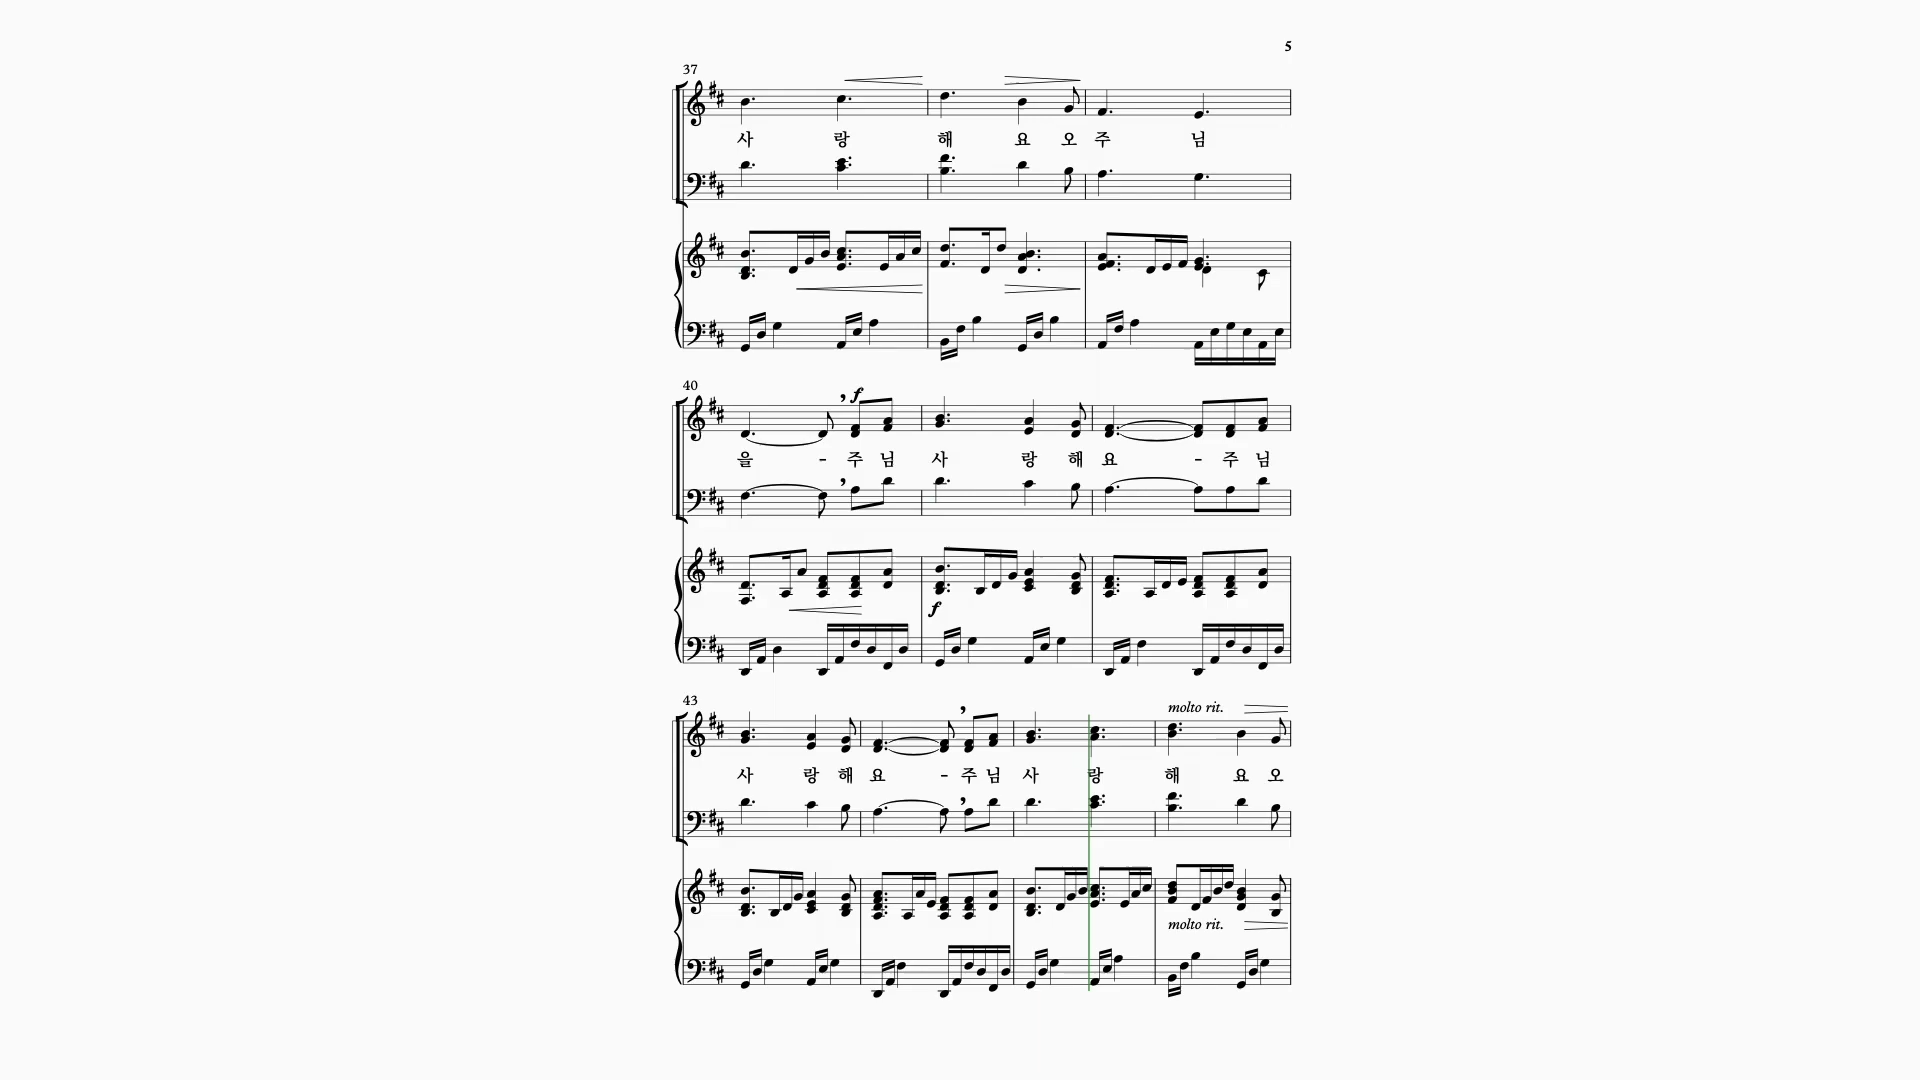 5
37
사 랑 해 요 오 주 님
40
f
을 - 주 님 사 랑 해 요 - 주 님
f
43
molto rit.
사 랑 해 요 - 주 님 사 랑 해 요 오
molto rit.